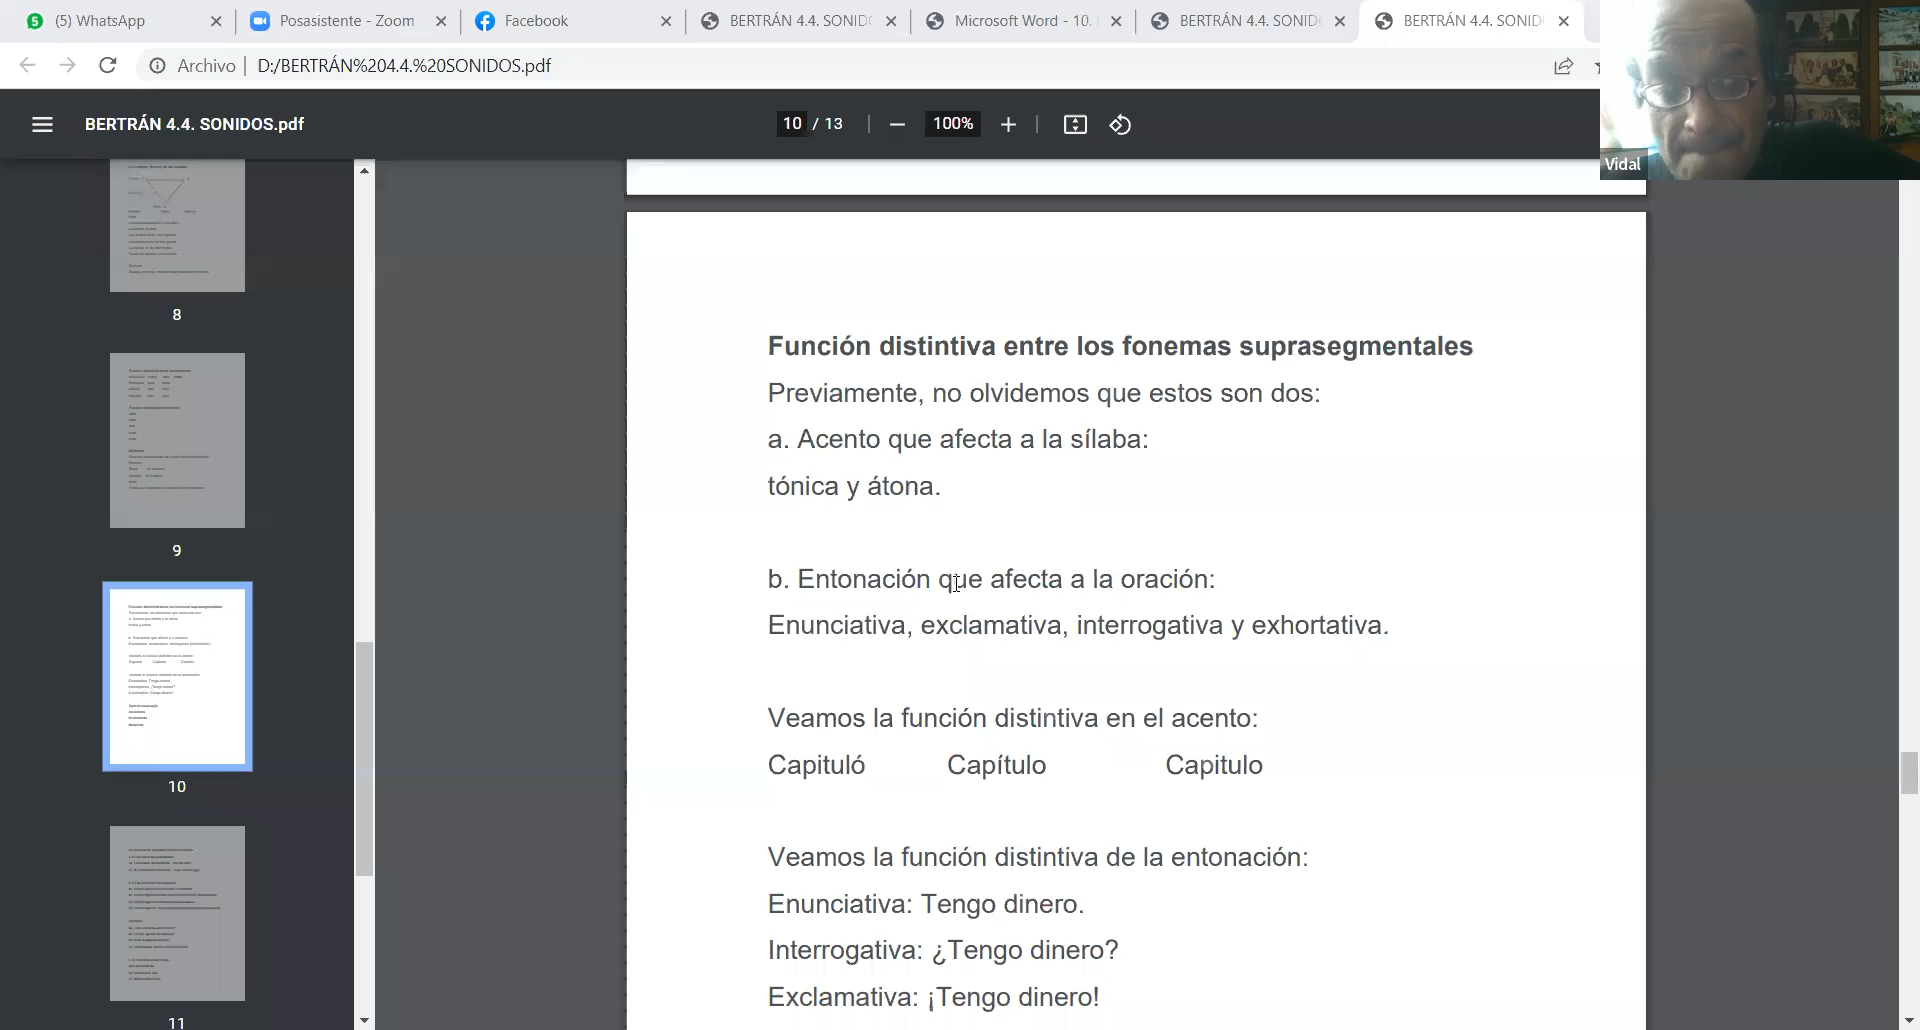 (5) WhatsApp
Posasistente - Zoom
Facebook
BERTRÁN 4.4. SONID
Microsoft Word - 10.
BERTRÁN 4.4. SONID
BERTRÁN 4.4. SONID
Archivo
D:/BERTRÁN%204.4.%20SONIDOS.pdf
BERTRÁN 4.4. SONIDOS.pdf
10 / 13
100%
Vidal
8
9
10
11
Función distintiva entre los fonemas suprasegmentales
Previamente, no olvidemos que estos son dos:
a. Acento que afecta a la sílaba:
tónica y átona.
b. Entonación que afecta a la oración:
Enunciativa, exclamativa, interrogativa y exhortativa.
Veamos la función distintiva en el acento:
Capituló Capítulo Capitulo
Veamos la función distintiva de la entonación:
Enunciativa: Tengo dinero.
Interrogativa: ¿Tengo dinero?
Exclamativa: ¡Tengo dinero!